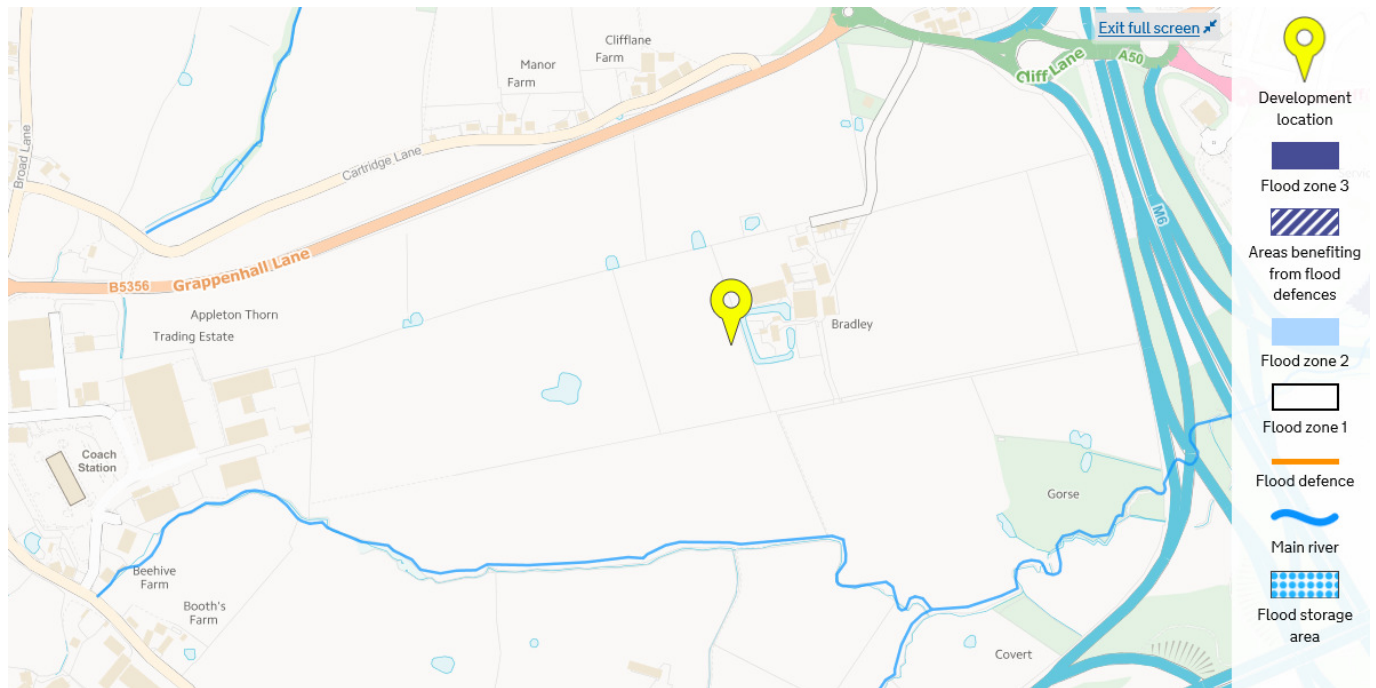 Exit full screen
Cliff Lane
A50
M6
Clifflane
Farm
Manor
Farm
Cartridge Lane
Broad Lane
B5356
Grappenhall Lane
Appleton Thorn
Trading Estate
Bradley
Coach
Station
Gorse
Beehive
Farm
Booth's
Farm
Covert
Development
location
Flood zone 3
Areas benefiting
from flood
defences
Flood zone 2
Flood zone 1
Flood defence
Main river
Flood storage
area